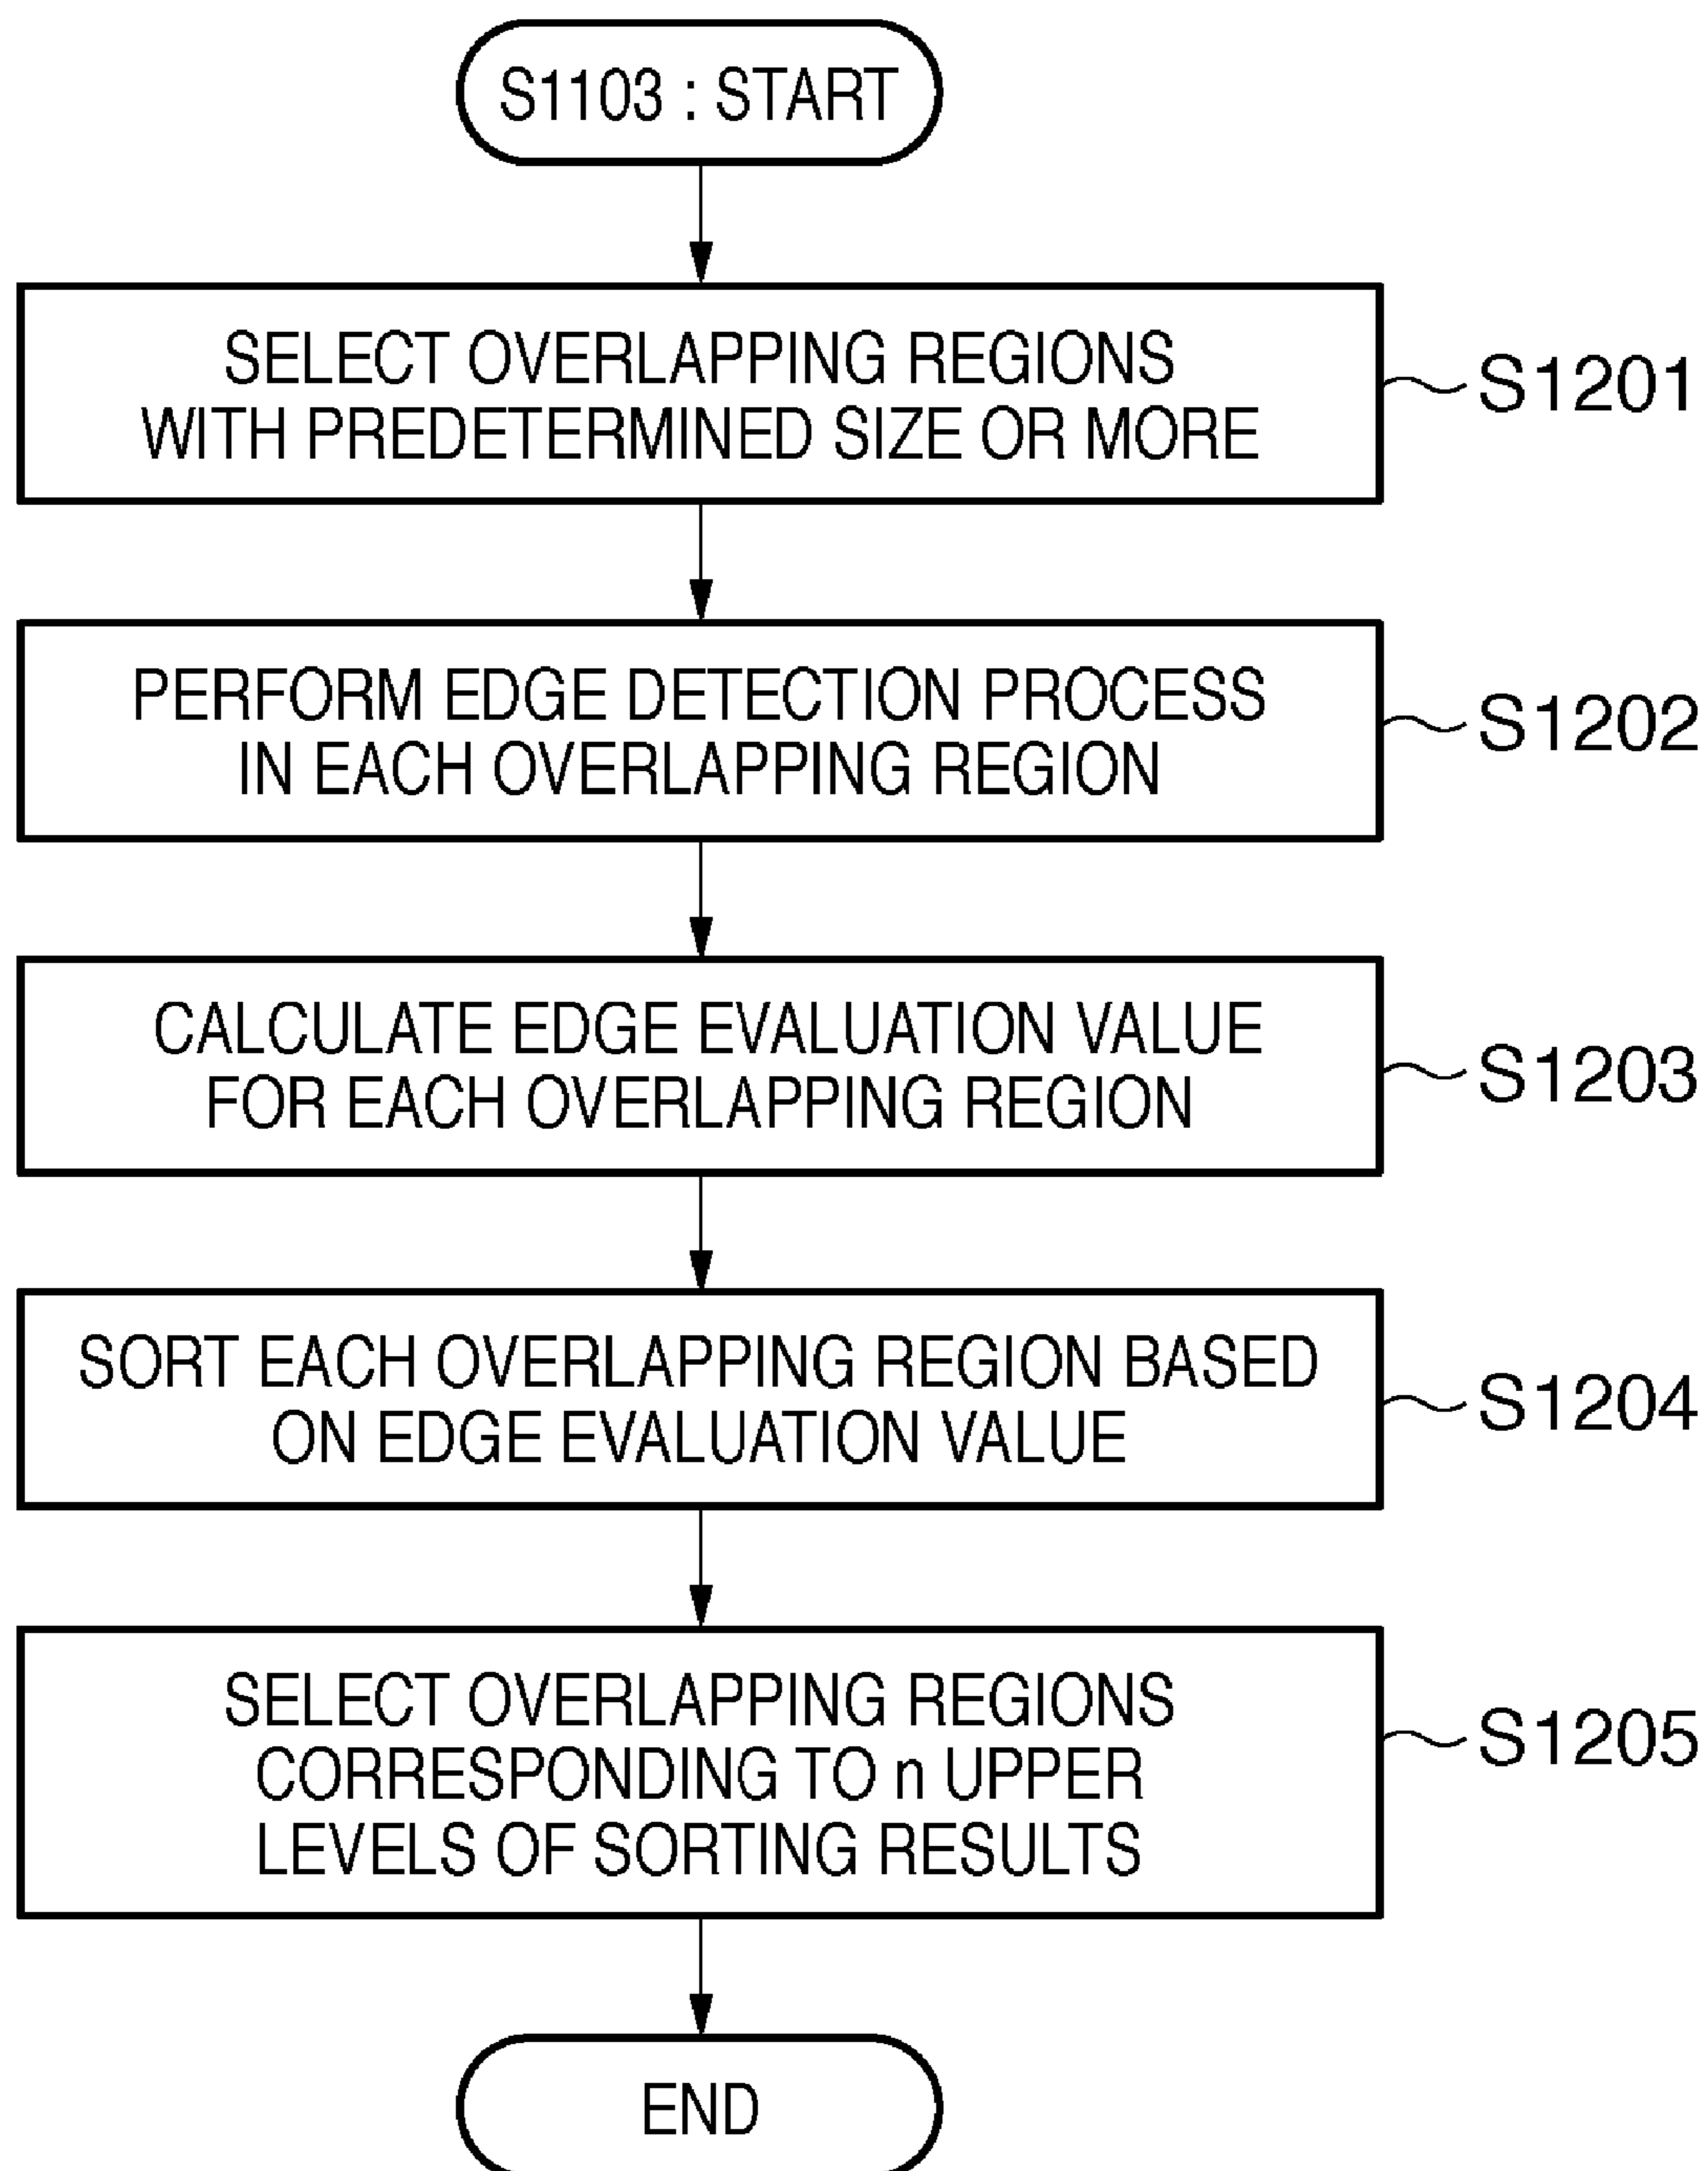 S1103 : START
SELECT OVERLAPPING REGIONS
WITH PREDETERMINED SIZE OR MORE
S1201
PERFORM EDGE DETECTION PROCESS
IN EACH OVERLAPPING REGION
S1202
CALCULATE EDGE EVALUATION VALUE
FOR EACH OVERLAPPING REGION
S1203
SORT EACH OVERLAPPING REGION BASED
ON EDGE EVALUATION VALUE
S1204
SELECT OVERLAPPING REGIONS
CORRESPONDING TO n UPPER
LEVELS OF SORTING RESULTS
S1205
END